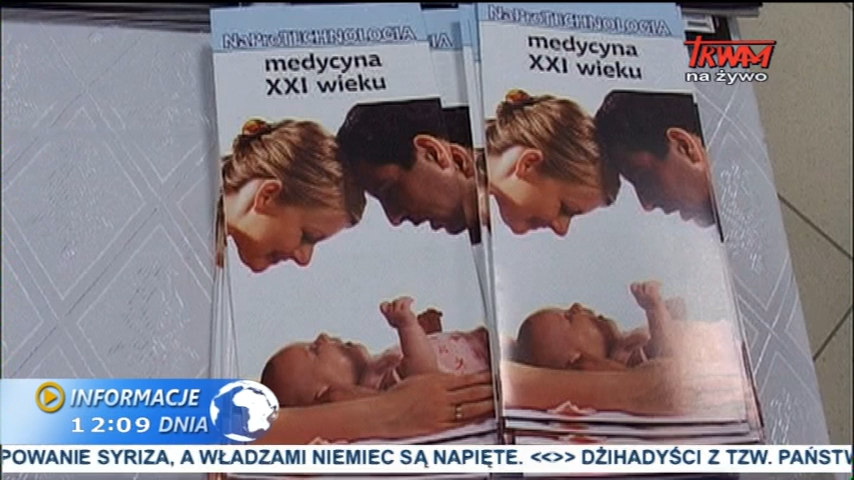 NaProTECHNOLOGIA
medycyna
XXI wieku
NaProTECHNOLOGIA
medycyna
XXI wieku
TRWAM
na żywo
INFORMACJE
12:09 DNIA
POWANIE SYRIZA, A WŁADZAMI NIEMIEC SĄ NAPIĘTE. <<>> DŻIHADYŚCI Z TZW. PAŃSTW